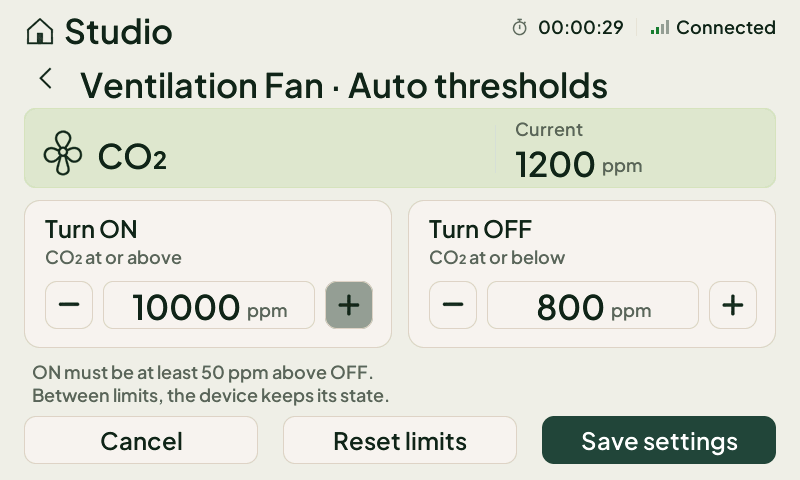 Studio
00:00:29
Connected
Ventilation Fan · Auto thresholds
CO₂
Current
1200 ppm
Turn ON
CO₂ at or above
− 10000 ppm +
Turn OFF
CO₂ at or below
− 800 ppm +
ON must be at least 50 ppm above OFF.
Between limits, the device keeps its state.
Cancel
Reset limits
Save settings